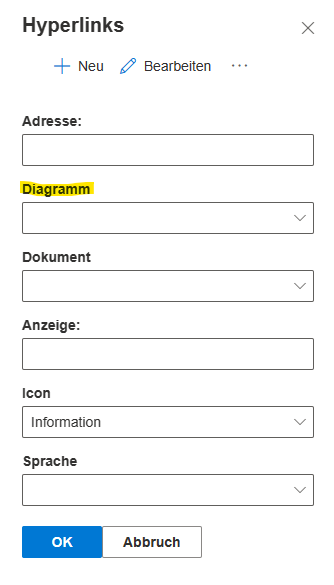 Hyperlinks
Neu Bearbeiten ...
Adresse:
Diagramm
Dokument
Anzeige:
Icon
Information
Sprache
OK Abbruch